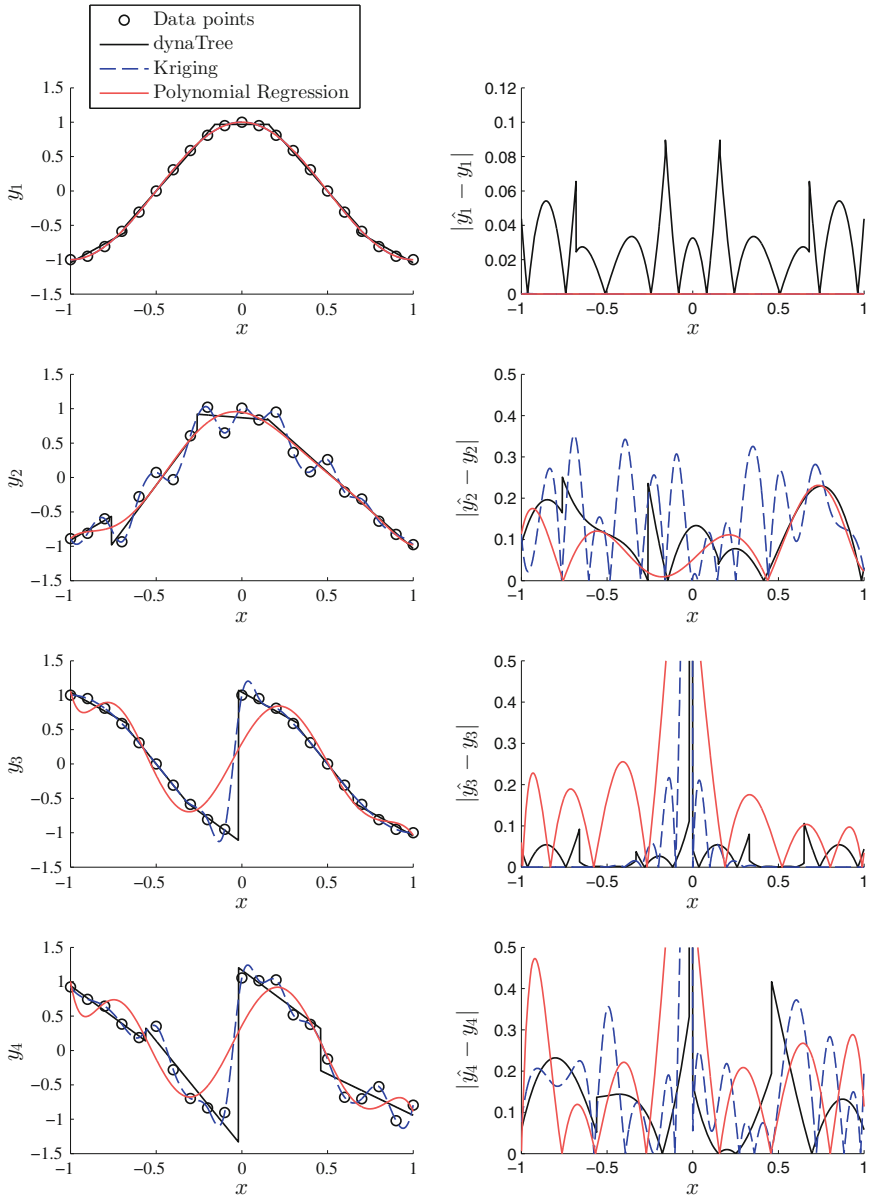 Data points
dynaTree
Kriging
Polynomial Regression
1.5
1
0.5
0
−0.5
−1
−1.5
y1
−1 −0.5 0 0.5 1
x
0.12
0.1
0.08
0.06
0.04
0.02
0
|ŷ1 − y1|
−1 −0.5 0 0.5 1
x
1.5
1
0.5
0
−0.5
−1
−1.5
y2
−1 −0.5 0 0.5 1
x
0.5
0.4
0.3
0.2
0.1
0
|ŷ2 − y2|
−1 −0.5 0 0.5 1
x
1.5
1
0.5
0
−0.5
−1
−1.5
y3
−1 −0.5 0 0.5 1
x
0.5
0.4
0.3
0.2
0.1
0
|ŷ3 − y3|
−1 −0.5 0 0.5 1
x
1.5
1
0.5
0
−0.5
−1
−1.5
y4
−1 −0.5 0 0.5 1
x
0.5
0.4
0.3
0.2
0.1
0
|ŷ4 − y4|
−1 −0.5 0 0.5 1
x